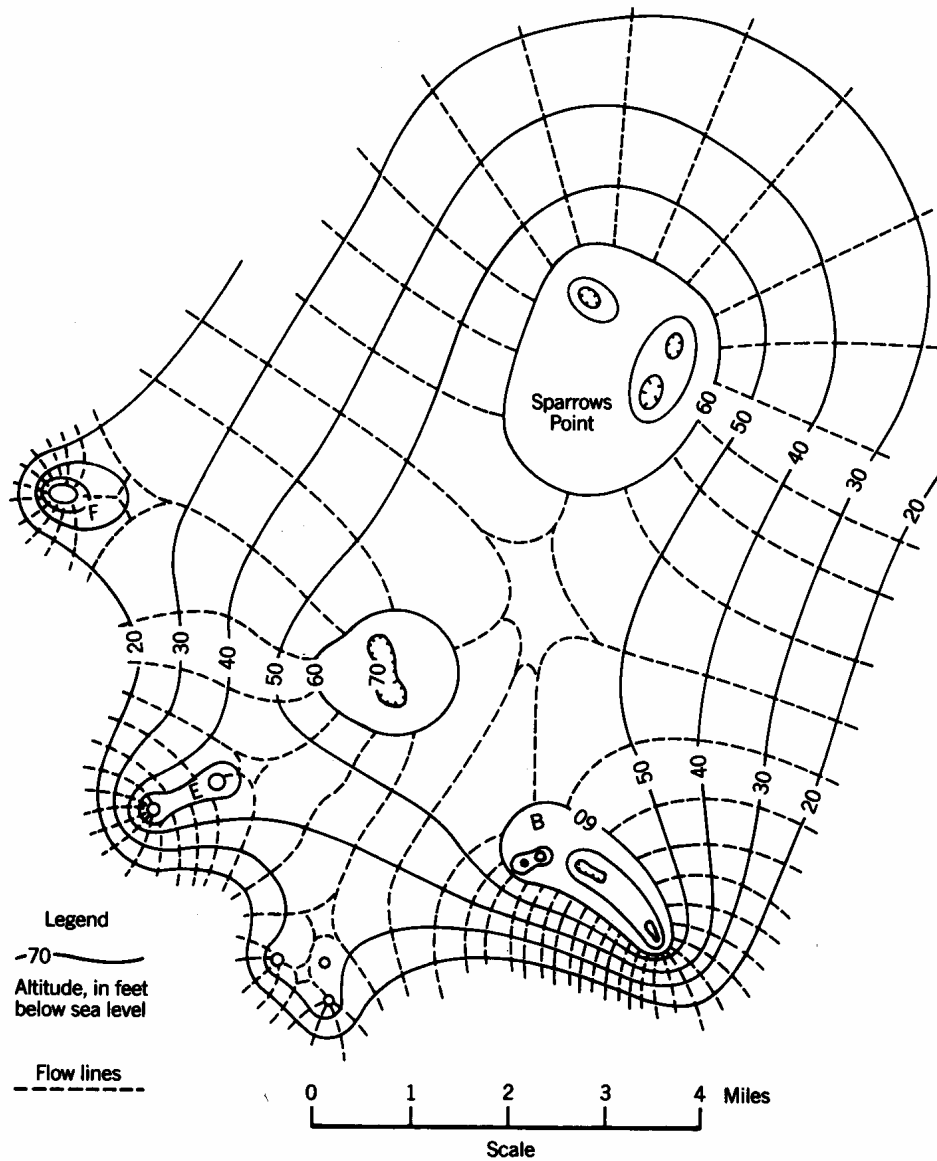 Sparrows
Point
60
50
40
30
20
F
20
30
40
50
60
70
E
B
60
50
40
30
20
Legend
-70
Altitude, in feet
below sea level
Flow lines
0 1 2 3 4 Miles
Scale